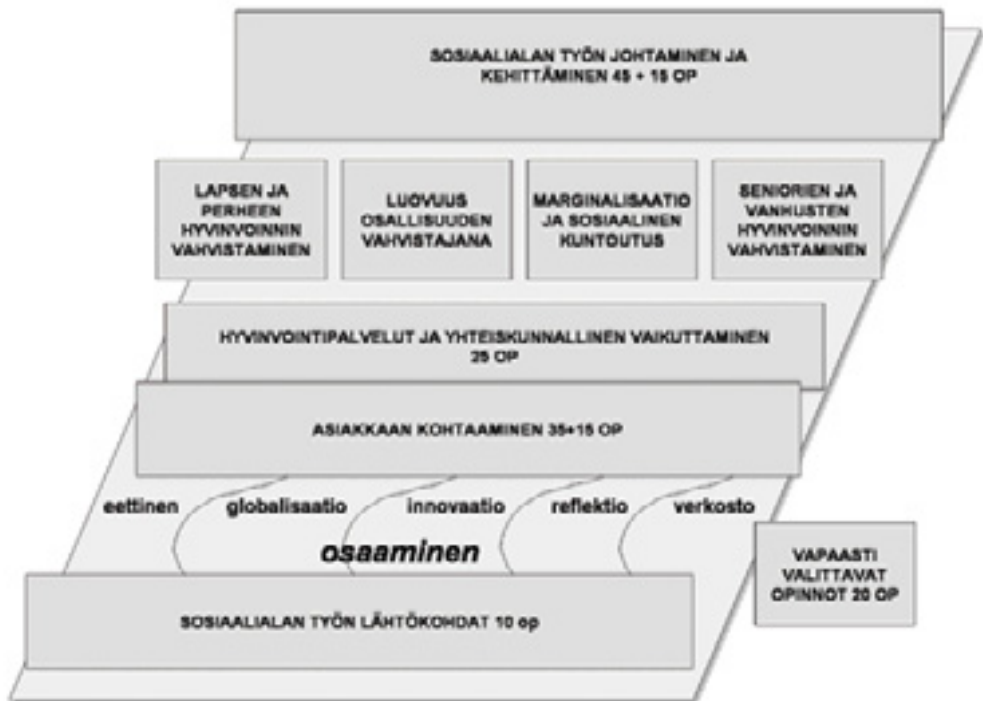 SOSIAALIALAN TYÖN JOHTAMINEN JA
KEHITTÄMINEN 45 + 15 OP
LAPSEN JA
PERHEEN
HYVINVOINNIN
VAHVISTAMINEN
LUOVUUS
OSALLISUUDEN
VAHVISTAJANA
MARGINALISAATIO
JA SOSIAALINEN
KUNTOUTUS
SENIORIEN JA
VANHUSTEN
HYVINVOINNIN
VAHVISTAMINEN
HYVINVOINTIPALVELUT JA YHTEISKUNNALLINEN VAIKUTTAMINEN
25 OP
ASIAKKAAN KOHTAAMINEN 35+15 OP
eettinen globalisaatio innovaatio reflektio verkosto
osaaminen
VAPAASTI
VALITTAVAT
OPINNOT 20 OP
SOSIAALIALAN TYÖN LÄHTÖKOHDAT 10 op